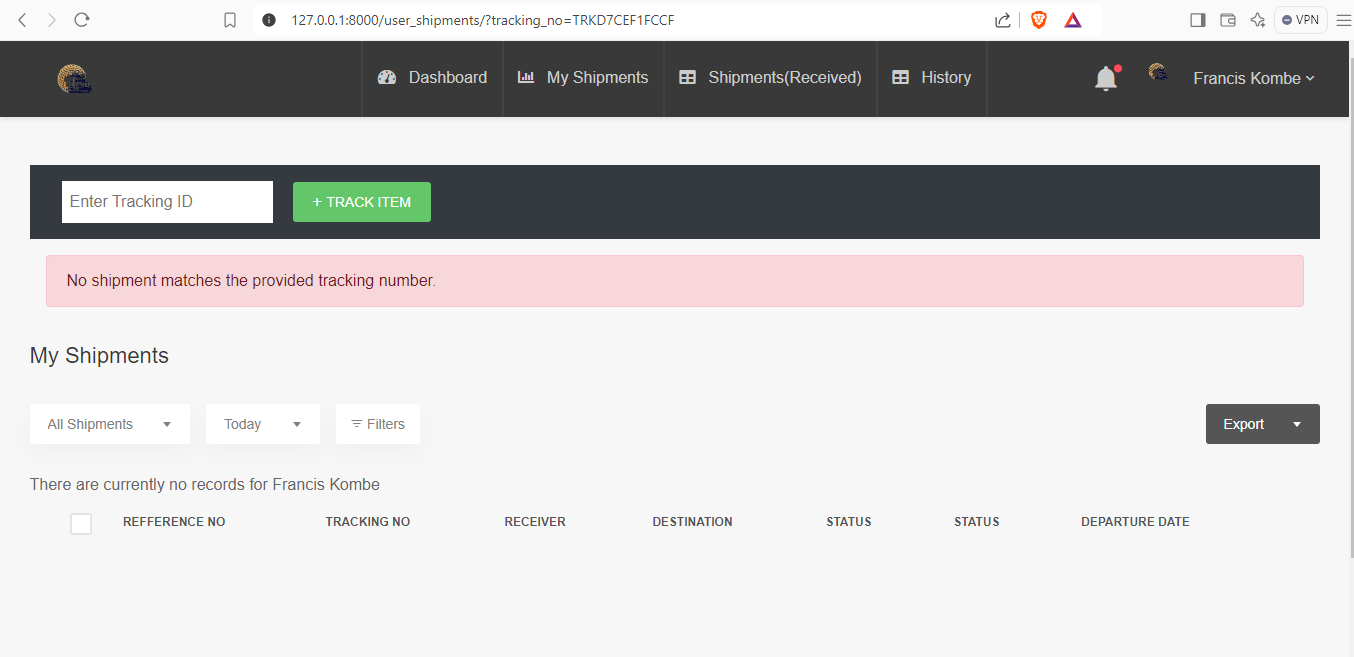 127.0.0.1:8000/user_shipments/?tracking_no=TRKD7CEF1FCCF
VPN
Dashboard
My Shipments
Shipments(Received)
History
Francis Kombe
Enter Tracking ID
+ TRACK ITEM
No shipment matches the provided tracking number.
My Shipments
All Shipments
Today
Filters
Export
There are currently no records for Francis Kombe
REFFERENCE NO
TRACKING NO
RECEIVER
DESTINATION
STATUS
STATUS
DEPARTURE DATE